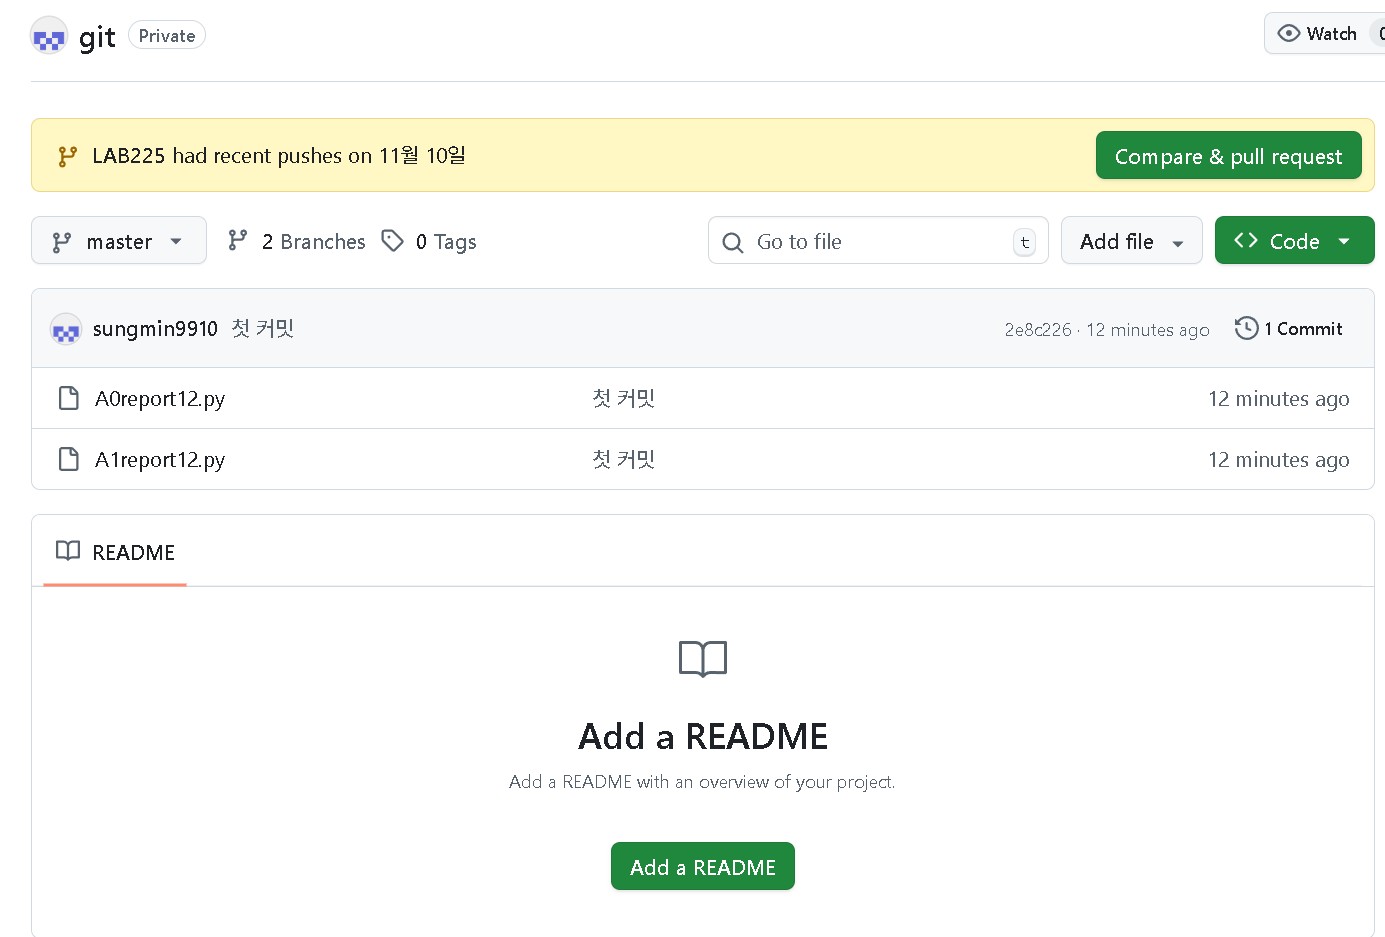 git Private Watch
LAB225 had recent pushes on 11월 10일 Compare & pull request
master 2 Branches 0 Tags Go to file t Add file Code
sungmin9910 첫 커밋 2e8c226 · 12 minutes ago 1 Commit
A0report12.py 첫 커밋 12 minutes ago
A1report12.py 첫 커밋 12 minutes ago
README
Add a README
Add a README with an overview of your project.
Add a README